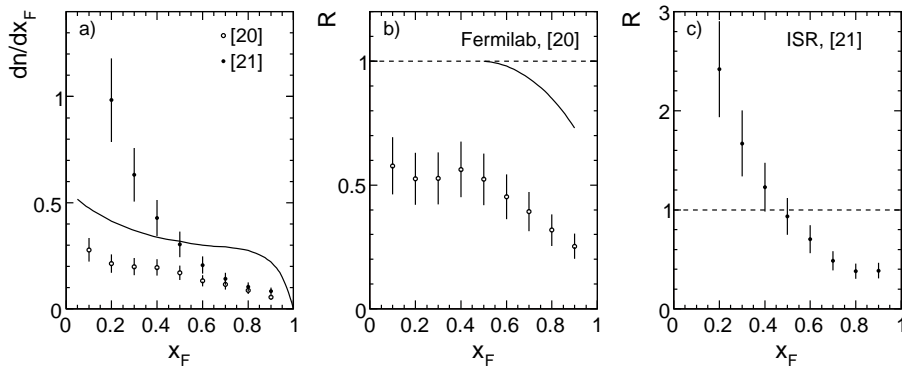 a)
[20]
[21]
dn/dx_F
1
0.5
0
0 0.2 0.4 0.6 0.8 1
x_F
b)
Fermilab, [20]
R
1
0.5
0
0 0.2 0.4 0.6 0.8 1
x_F
c)
ISR, [21]
R
3
2
1
0
0 0.2 0.4 0.6 0.8 1
x_F